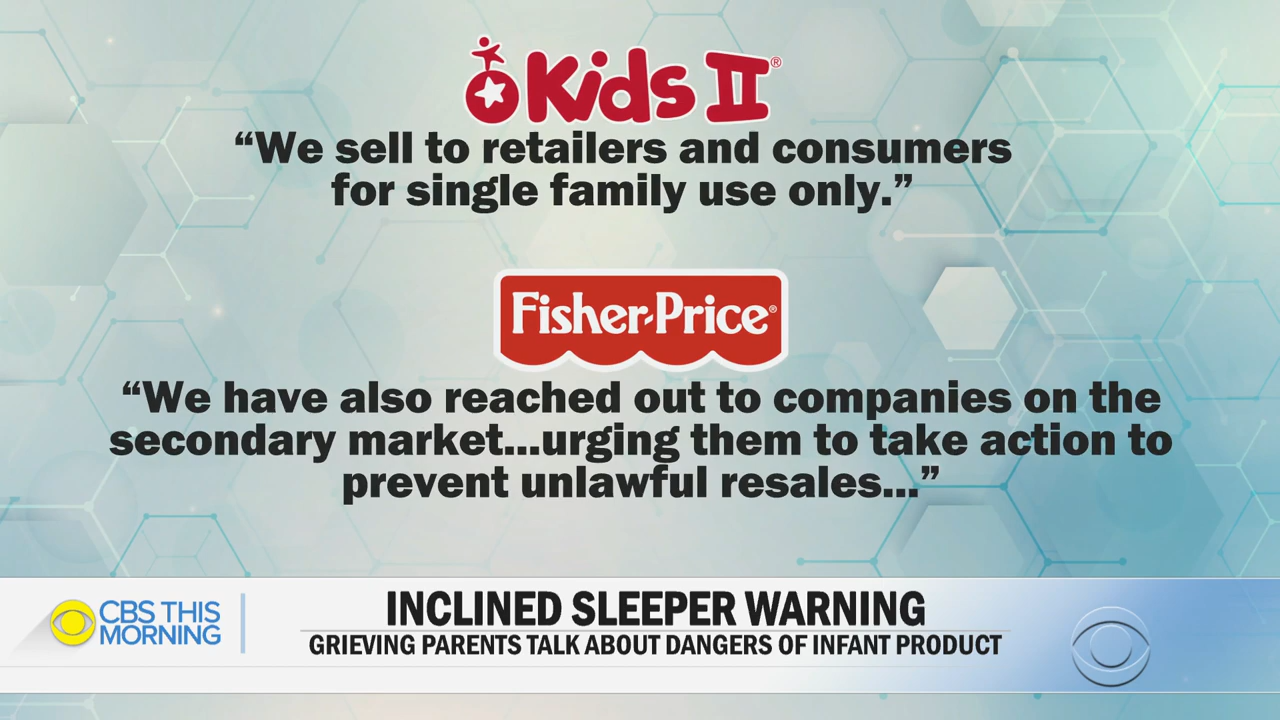 Kids II®
“We sell to retailers and consumers
for single family use only.”
Fisher-Price®
“We have also reached out to companies on the
secondary market...urging them to take action to
prevent unlawful resales...”
CBS THIS
MORNING
INCLINED SLEEPER WARNING
GRIEVING PARENTS TALK ABOUT DANGERS OF INFANT PRODUCT